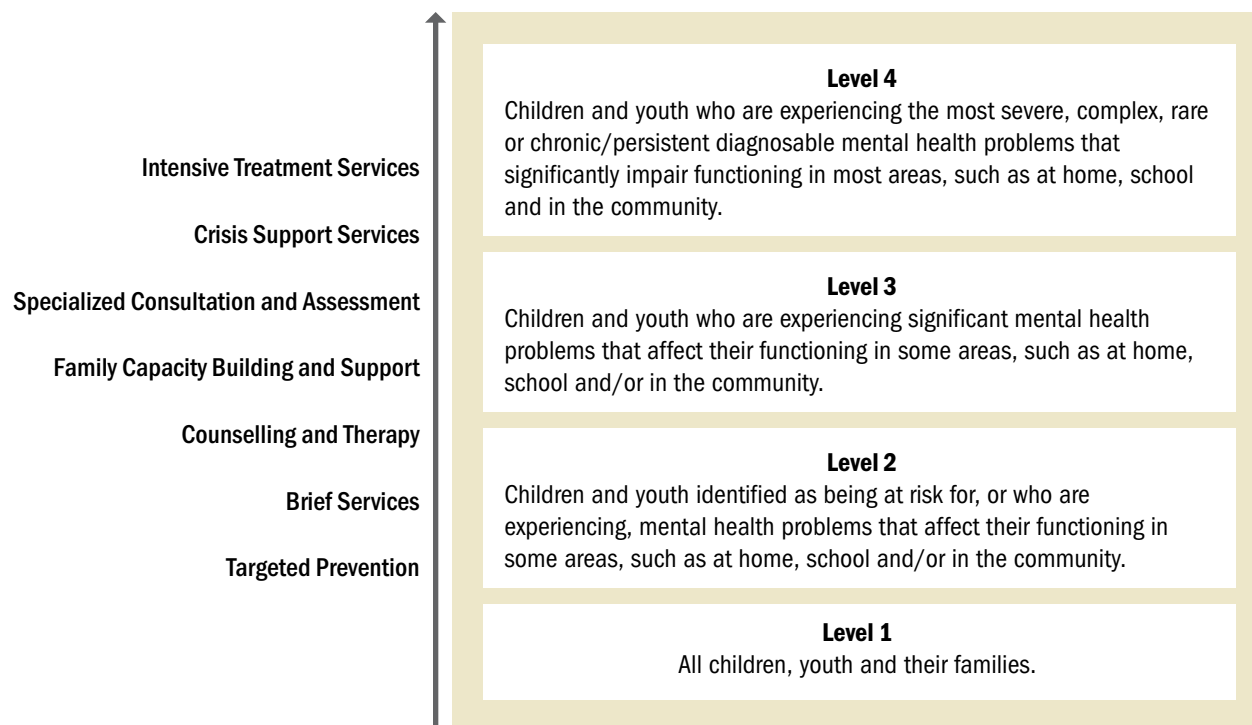 Intensive Treatment Services
Crisis Support Services
Specialized Consultation and Assessment
Family Capacity Building and Support
Counselling and Therapy
Brief Services
Targeted Prevention
Level 4
Children and youth who are experiencing the most severe, complex, rare
or chronic/persistent diagnosable mental health problems that
significantly impair functioning in most areas, such as at home, school
and in the community.
Level 3
Children and youth who are experiencing significant mental health
problems that affect their functioning in some areas, such as at home,
school and/or in the community.
Level 2
Children and youth identified as being at risk for, or who are
experiencing, mental health problems that affect their functioning in
some areas, such as at home, school and/or in the community.
Level 1
All children, youth and their families.